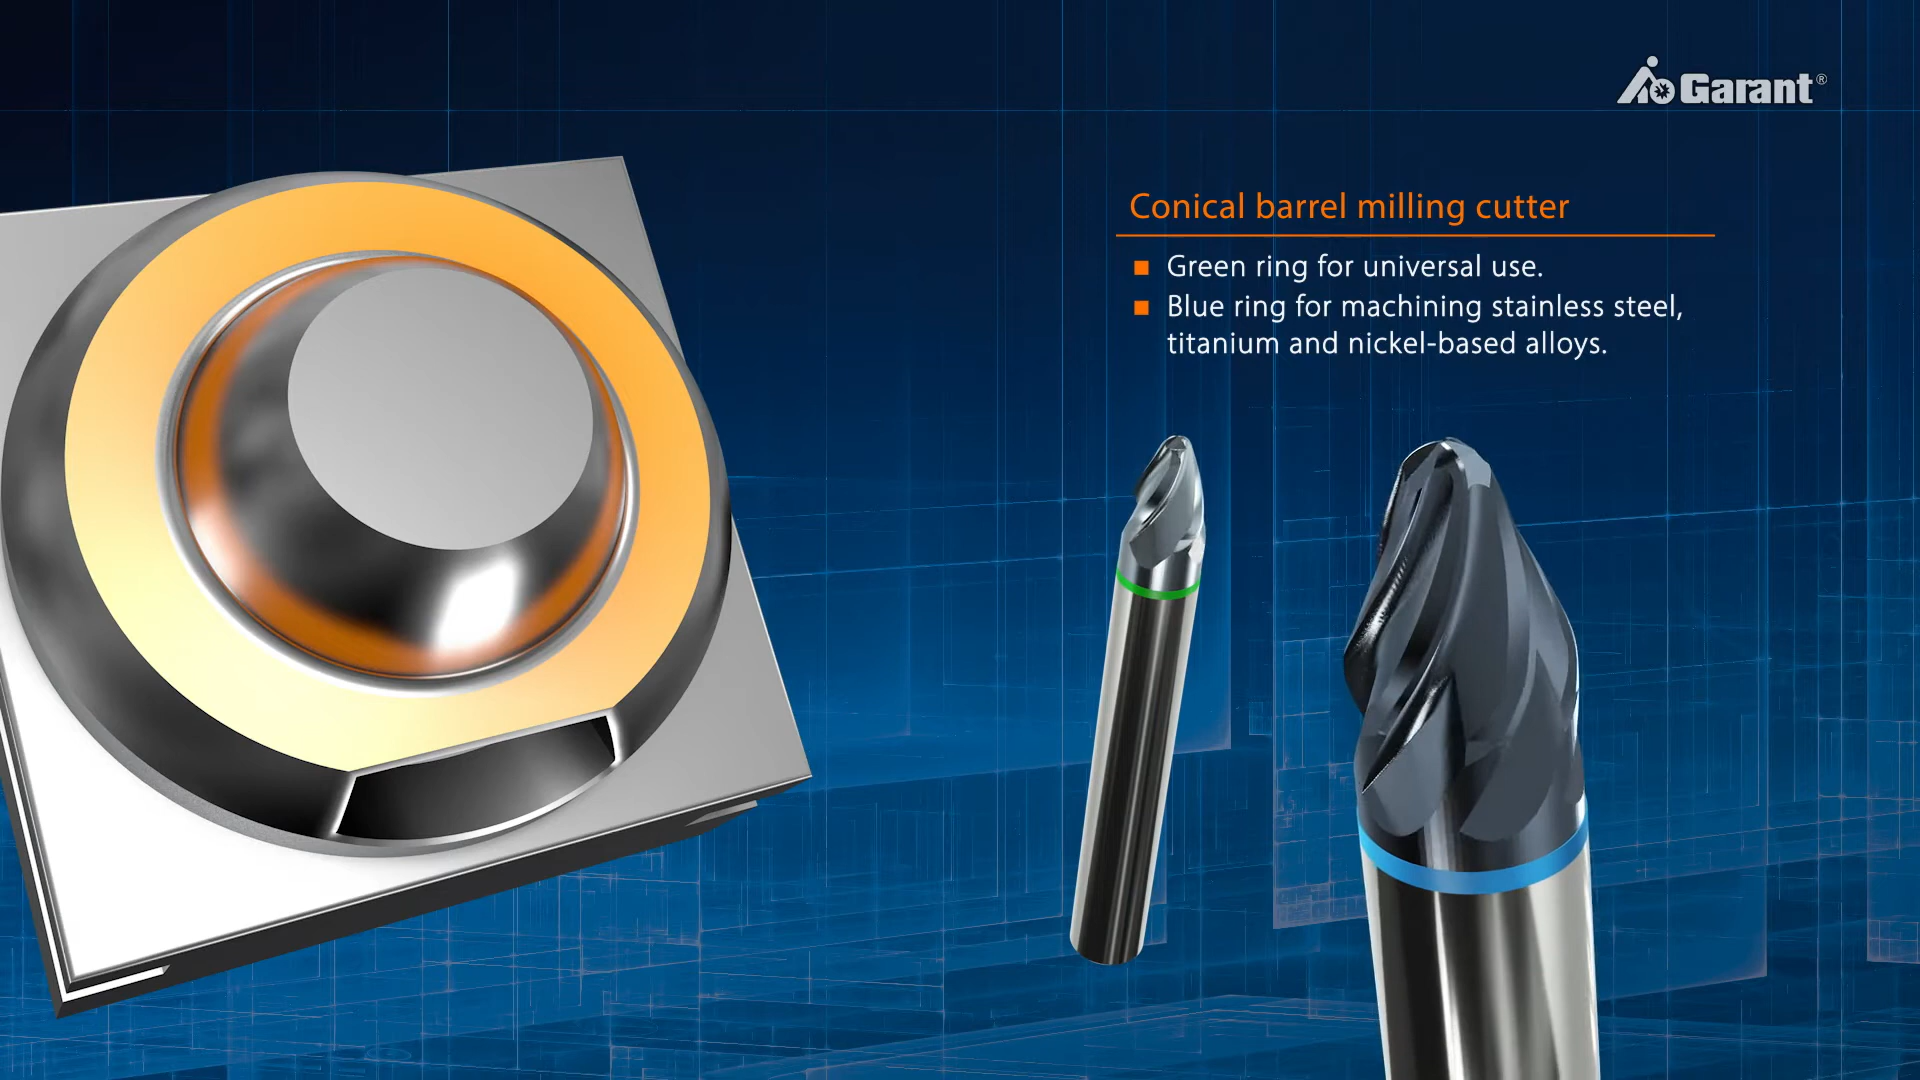 Garant®
Conical barrel milling cutter
Green ring for universal use.
Blue ring for machining stainless steel,
titanium and nickel-based alloys.